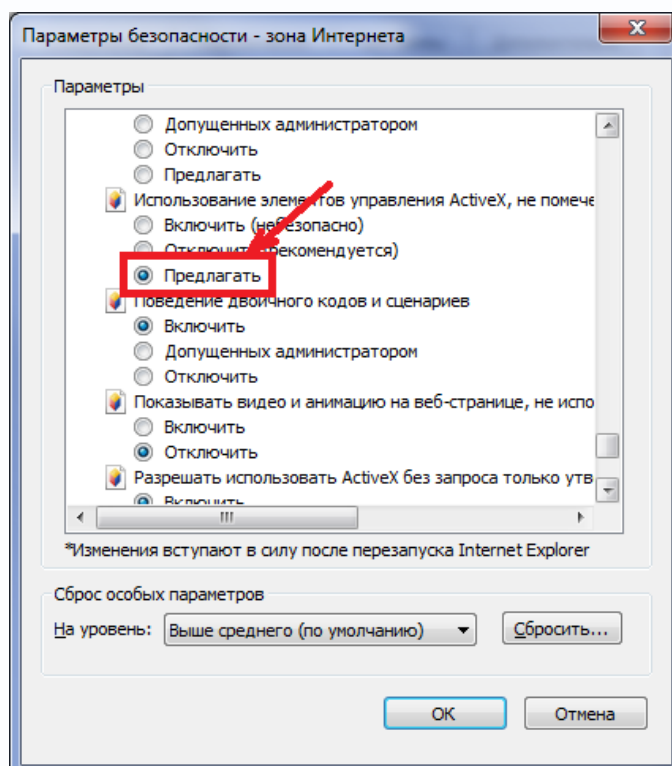 Параметры безопасности - зона Интернета
Параметры
Допущенных администратором
Отключить
Предлагать
Использование элементов управления ActiveX, не помече
Включить (небезопасно)
Отключить (рекомендуется)
Предлагать
Поведение двоичного кодов и сценариев
Включить
Допущенных администратором
Отключить
Показывать видео и анимацию на веб-странице, не испо
Включить
Отключить
Разрешать использовать ActiveX без запроса только утв
Включить
*Изменения вступают в силу после перезапуска Internet Explorer
Сброс особых параметров
На уровень: Выше среднего (по умолчанию) Сбросить...
ОК Отмена